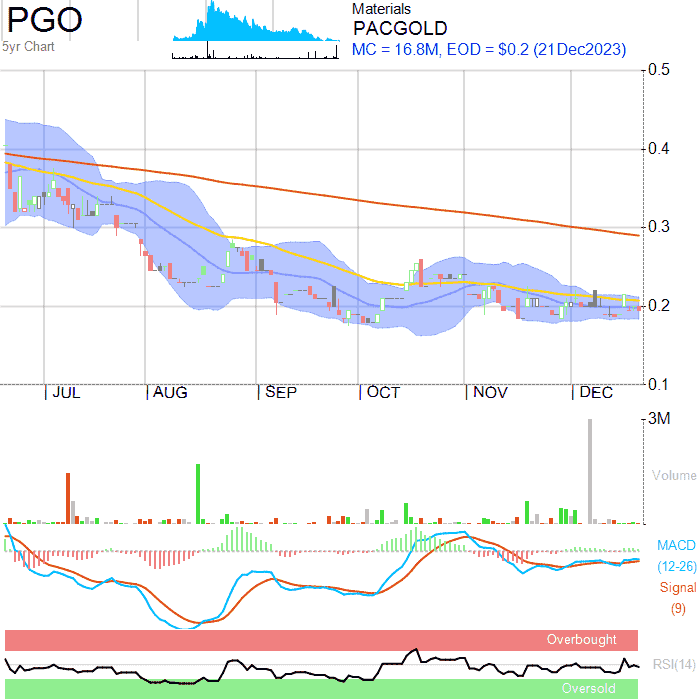 PGO
5yr Chart
Materials
PACGOLD
MC = 16.8M, EOD = $0.2 (21Dec2023)
0.5
0.4
0.3
0.2
0.1
JUL AUG SEP OCT NOV DEC
3M
Volume
MACD
(12-26)
Signal
(9)
Overbought
RSI(14)
Oversold